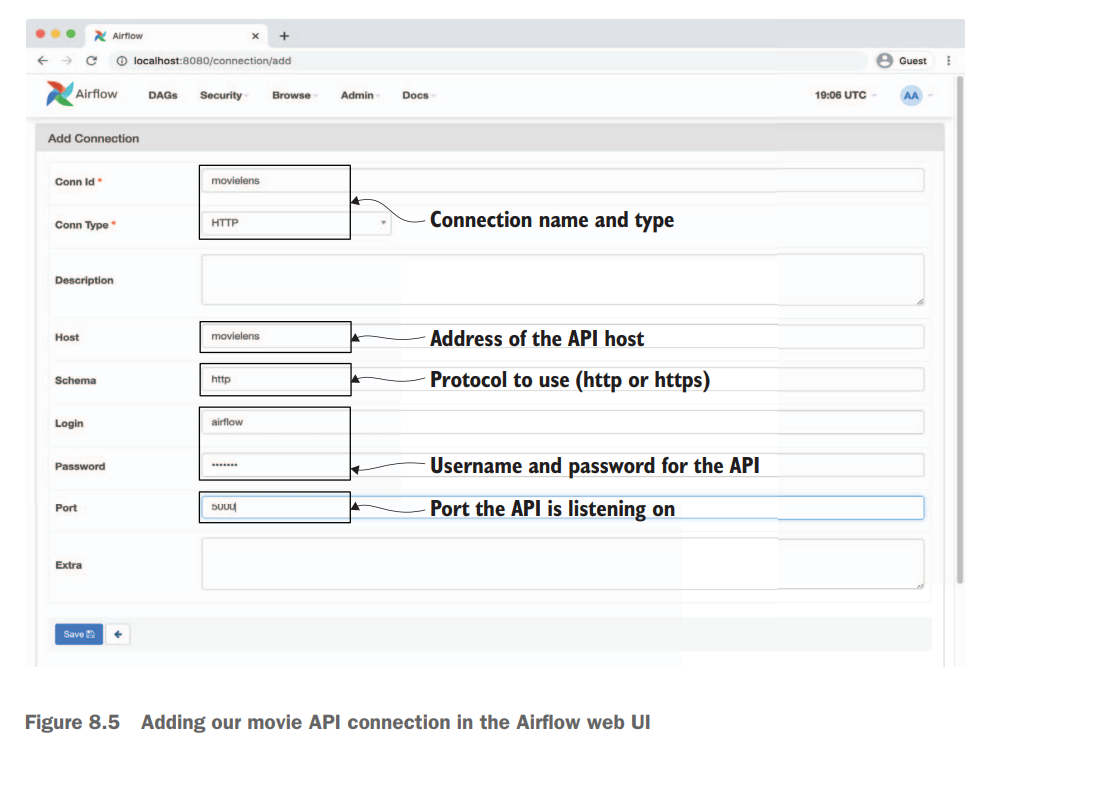 Airflow
localhost:8080/connection/add
Guest
Airflow DAGs Security Browse Admin Docs 19:06 UTC AA
Add Connection
Conn Id * movielens
Conn Type * HTTP
Connection name and type
Description
Host movielens Address of the API host
Schema http Protocol to use (http or https)
Login airflow
Password ••••••• Username and password for the API
Port 5000 Port the API is listening on
Extra
Save
Figure 8.5 Adding our movie API connection in the Airflow web UI